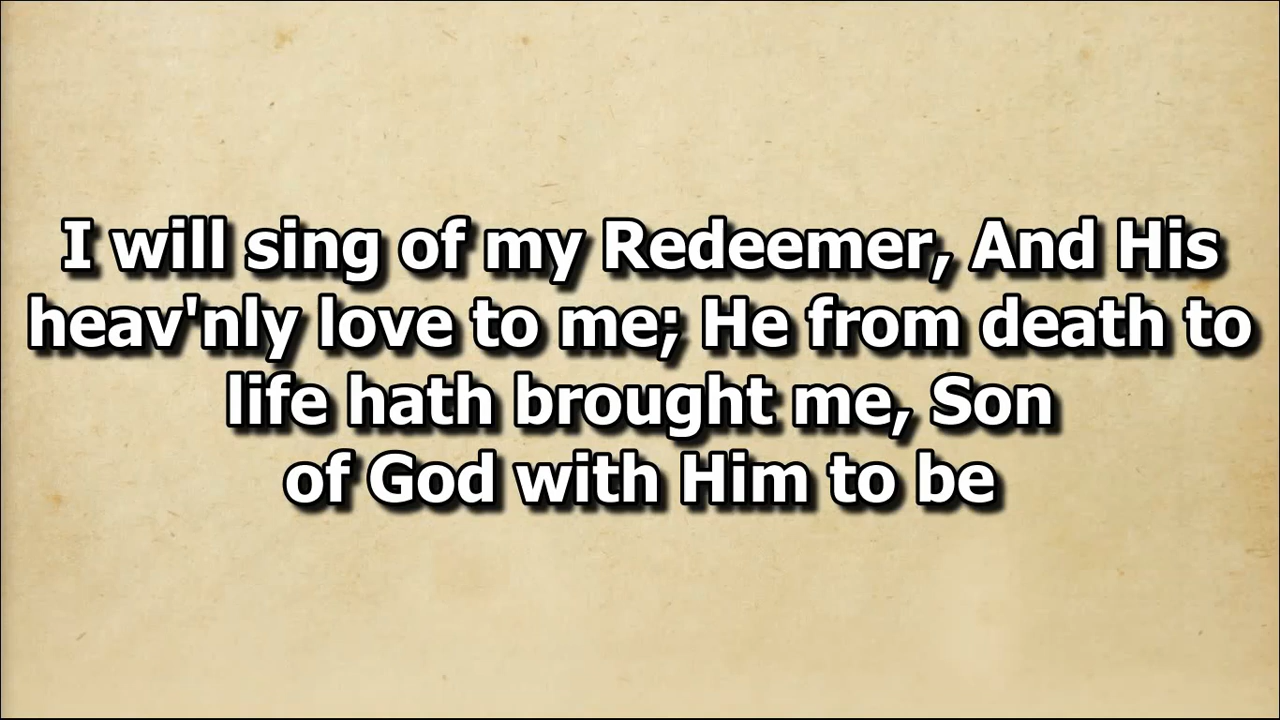 I will sing of my Redeemer, And His
heav'nly love to me; He from death to
life hath brought me, Son
of God with Him to be